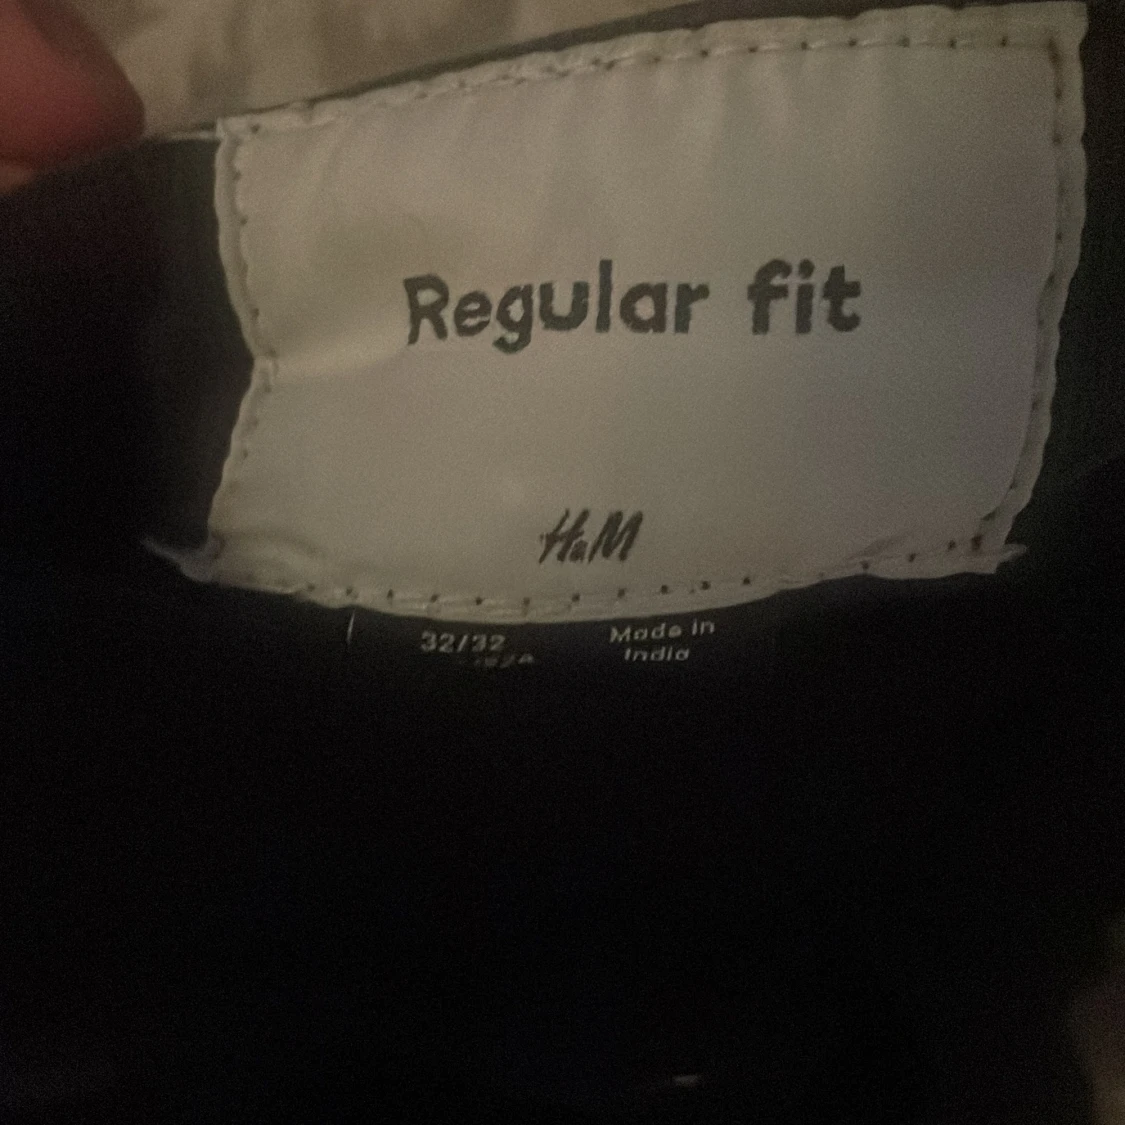 Regular fit
H&M
32/32
Made in
India